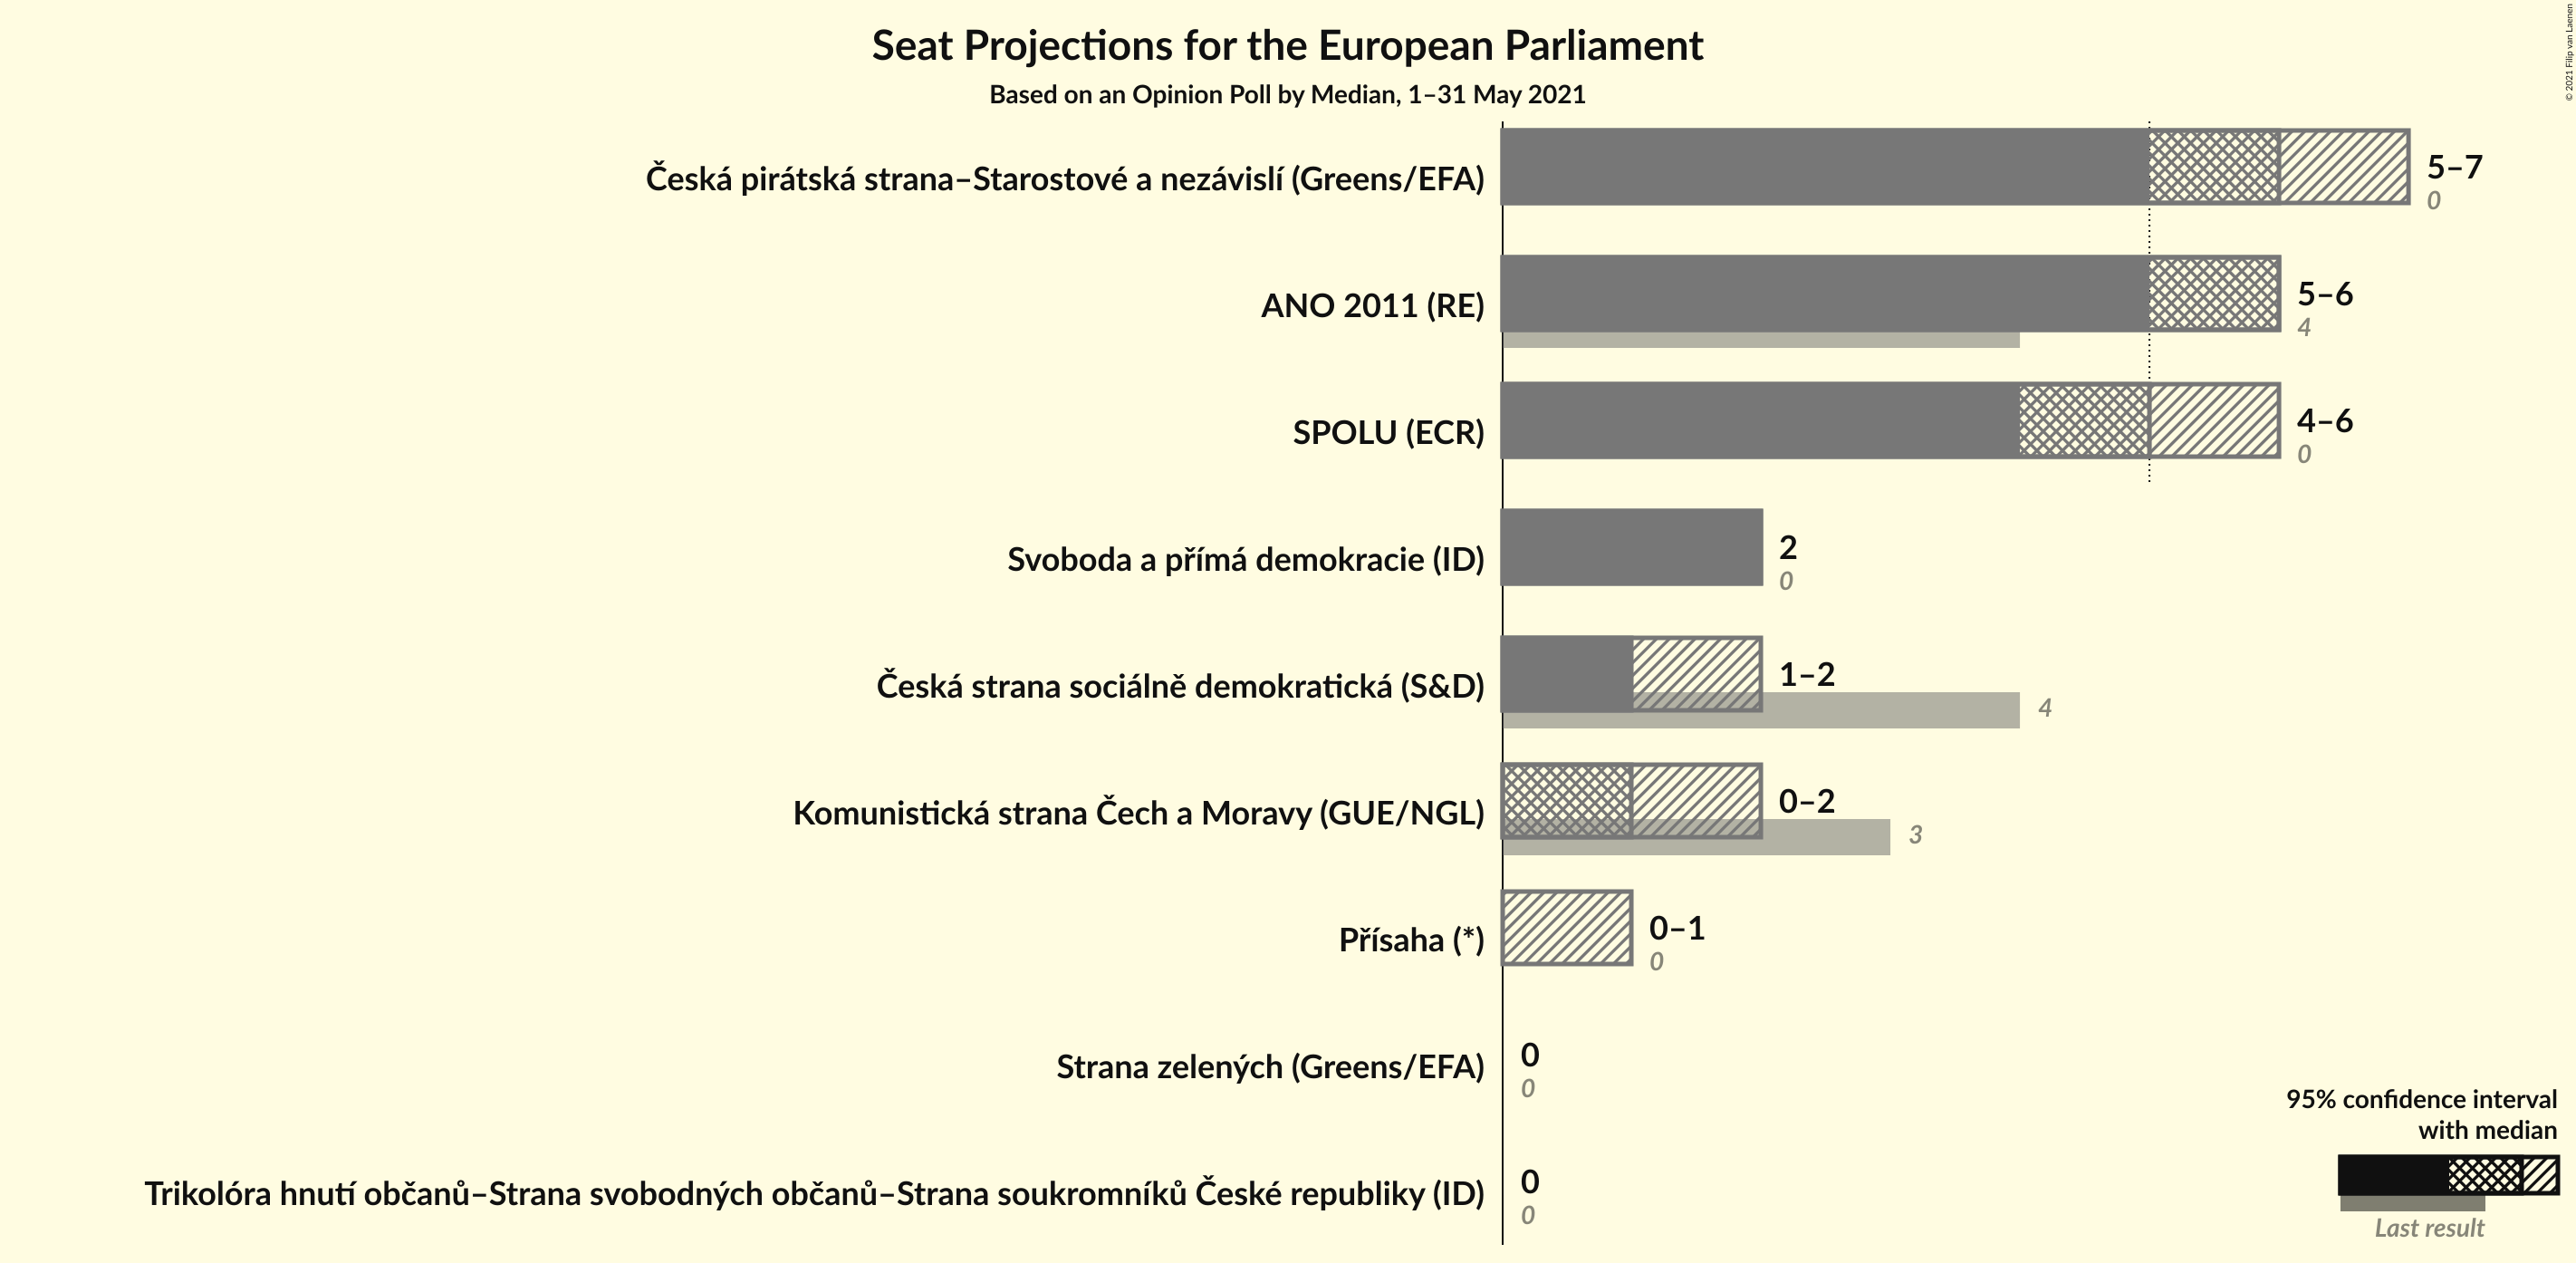 Seat Projections for the European Parliament
Based on an Opinion Poll by Median, 1–31 May 2021
© 2021 Filip van Laenen
Česká pirátská strana–Starostové a nezávislí (Greens/EFA)
5–7
0
ANO 2011 (RE)
5–6
4
SPOLU (ECR)
4–6
0
Svoboda a přímá demokracie (ID)
2
0
Česká strana sociálně demokratická (S&D)
1–2
4
Komunistická strana Čech a Moravy (GUE/NGL)
0–2
3
Přísaha (*)
0–1
0
Strana zelených (Greens/EFA)
0
0
Trikolóra hnutí občanů–Strana svobodných občanů–Strana soukromníků České republiky (ID)
0
0
95% confidence interval
with median
Last result